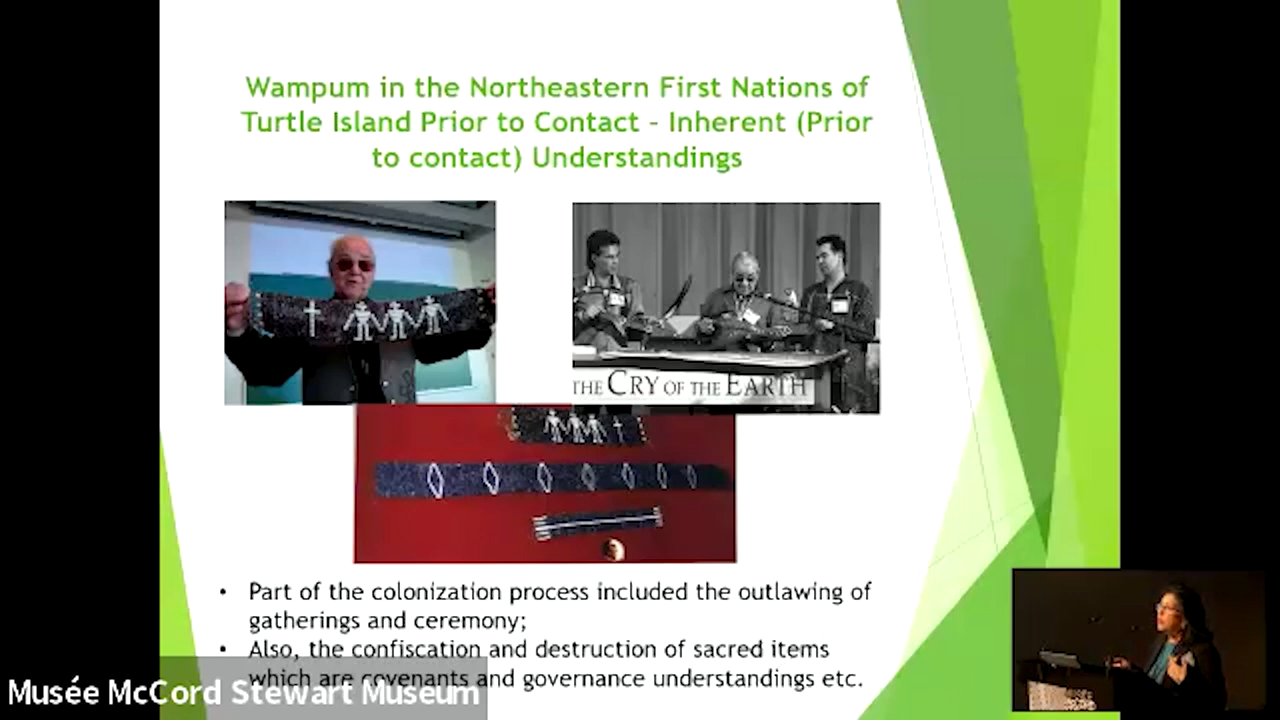 Wampum in the Northeastern First Nations of
Turtle Island Prior to Contact - Inherent (Prior
to contact) Understandings
THE CRY OF THE EARTH
• Part of the colonization process included the outlawing of
gatherings and ceremony;
• Also, the confiscation and destruction of sacred items
which are covenants and governance understandings etc.
Musée McCord Stewart Museum